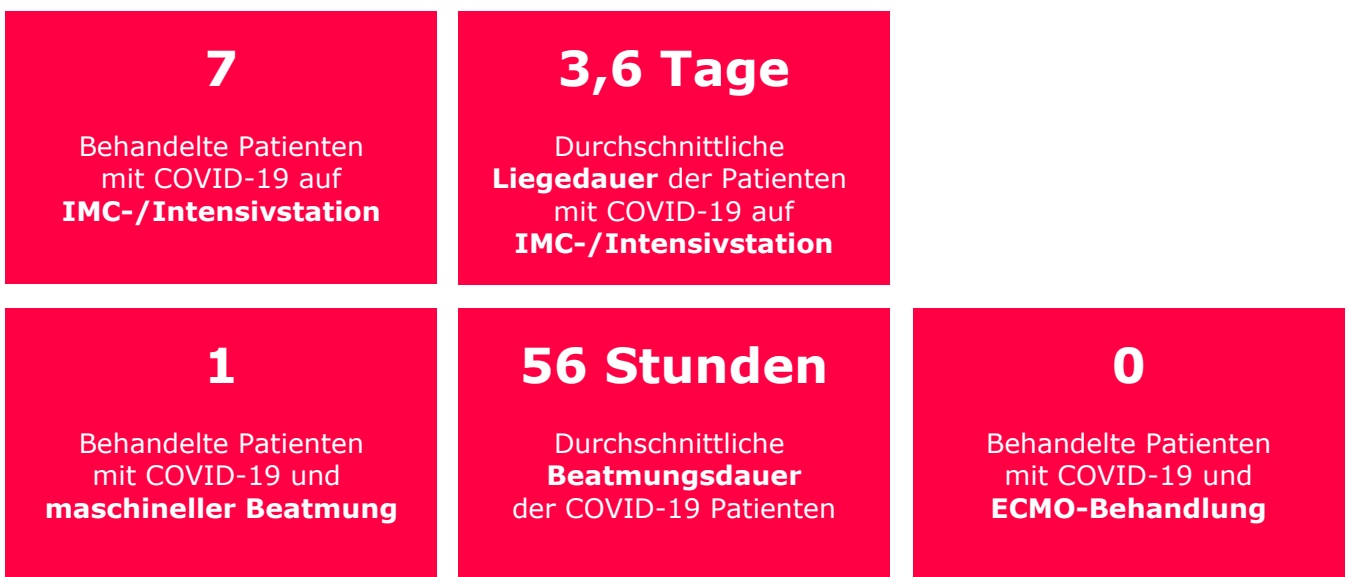 7
Behandelte Patienten
mit COVID-19 auf
IMC-/Intensivstation
3,6 Tage
Durchschnittliche
Liegedauer der Patienten
mit COVID-19 auf
IMC-/Intensivstation
1
Behandelte Patienten
mit COVID-19 und
maschineller Beatmung
56 Stunden
Durchschnittliche
Beatmungsdauer
der COVID-19 Patienten
0
Behandelte Patienten
mit COVID-19 und
ECMO-Behandlung